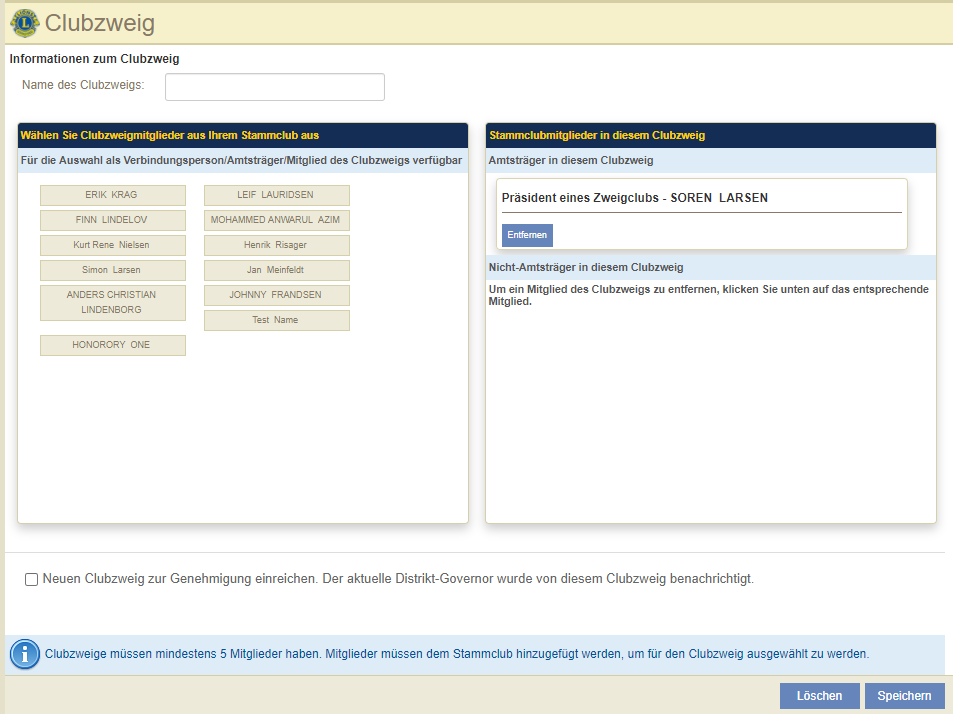 Clubzweig
Informationen zum Clubzweig
Name des Clubzweigs:
Wählen Sie Clubzweigmitglieder aus Ihrem Stammclub aus
Für die Auswahl als Verbindungsperson/Amtsträger/Mitglied des Clubzweigs verfügbar
ERIK KRAG
LEIF LAURIDSEN
FINN LINDELOV
MOHAMMED ANWARUL AZIM
Kurt Rene Nielsen
Henrik Risager
Simon Larsen
Jan Meinfeldt
ANDERS CHRISTIAN
LINDENBORG
JOHNNY FRANDSEN
Test Name
HONORORY ONE
Stammclubmitglieder in diesem Clubzweig
Amtsträger in diesem Clubzweig
Präsident eines Zweigclubs - SOREN LARSEN
Entfernen
Nicht-Amtsträger in diesem Clubzweig
Um ein Mitglied des Clubzweigs zu entfernen, klicken Sie unten auf das entsprechende
Mitglied.
Neuen Clubzweig zur Genehmigung einreichen. Der aktuelle Distrikt-Governor wurde von diesem Clubzweig benachrichtigt.
Clubzweige müssen mindestens 5 Mitglieder haben. Mitglieder müssen dem Stammclub hinzugefügt werden, um für den Clubzweig ausgewählt zu werden.
Löschen
Speichern